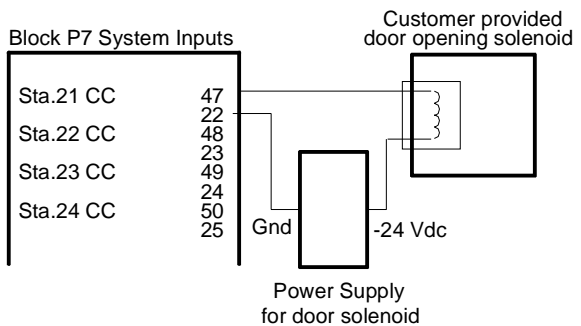 Customer provided
door opening solenoid
Block P7 System Inputs
Sta.21 CC 47
22
Sta.22 CC 48
23
Sta.23 CC 49
24
Sta.24 CC 50
25
Gnd
-24 Vdc
Power Supply
for door solenoid